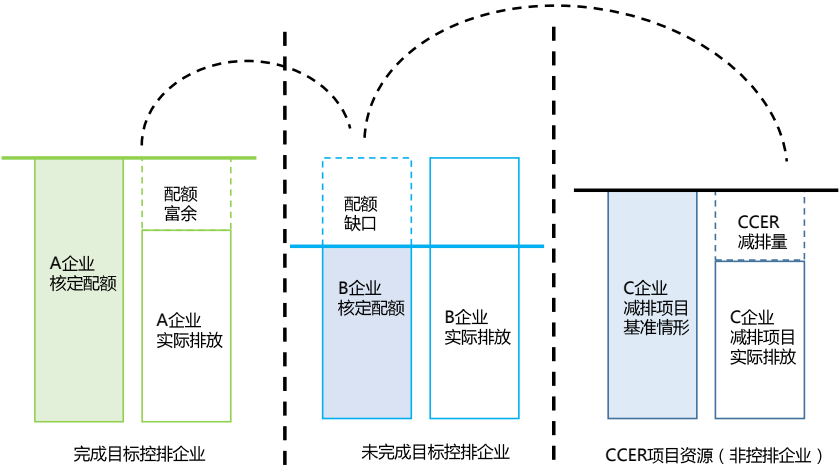 配额
富余
A企业
核定配额
A企业
实际排放
完成目标控排企业
配额
缺口
B企业
核定配额
B企业
实际排放
未完成目标控排企业
CCER
减排量
C企业
减排项目
基准情形
C企业
减排项目
实际排放
CCER项目资源（非控排企业）